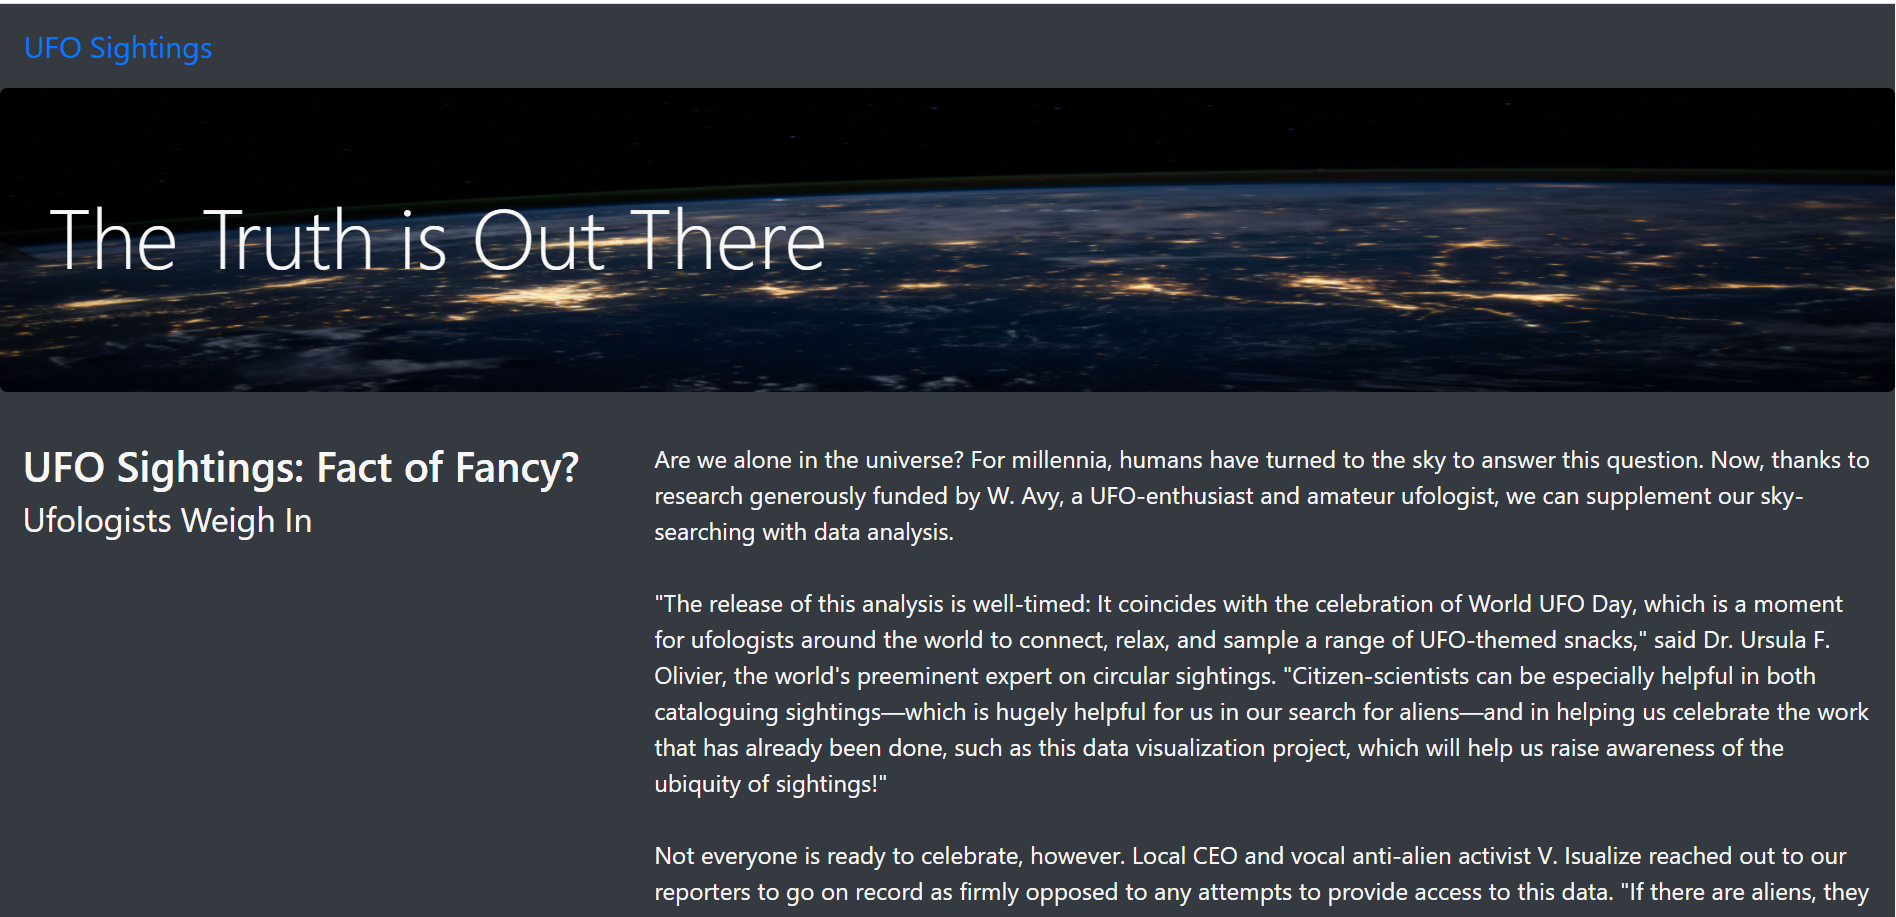 UFO Sightings
The Truth is Out There
UFO Sightings: Fact of Fancy?
Ufologists Weigh In
Are we alone in the universe? For millennia, humans have turned to the sky to answer this question. Now, thanks to
research generously funded by W. Avy, a UFO-enthusiast and amateur ufologist, we can supplement our sky-
searching with data analysis.
"The release of this analysis is well-timed: It coincides with the celebration of World UFO Day, which is a moment
for ufologists around the world to connect, relax, and sample a range of UFO-themed snacks," said Dr. Ursula F.
Olivier, the world's preeminent expert on circular sightings. "Citizen-scientists can be especially helpful in both
cataloguing sightings—which is hugely helpful for us in our search for aliens—and in helping us celebrate the work
that has already been done, such as this data visualization project, which will help us raise awareness of the
ubiquity of sightings!"
Not everyone is ready to celebrate, however. Local CEO and vocal anti-alien activist V. Isualize reached out to our
reporters to go on record as firmly opposed to any attempts to provide access to this data. "If there are aliens, they